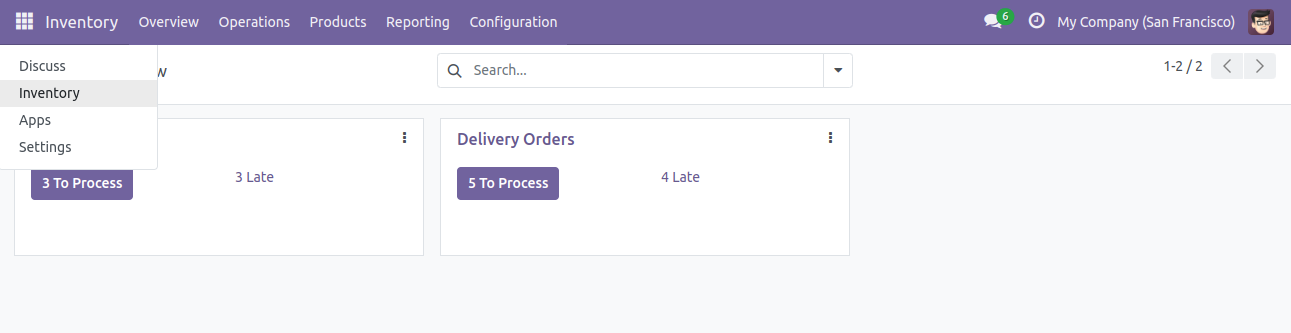 Inventory Overview Operations Products Reporting Configuration 6 My Company (San Francisco)
Discuss
Inventory
Apps
Settings
w
Search...
1-2 / 2
3 To Process 3 Late
Delivery Orders
5 To Process 4 Late